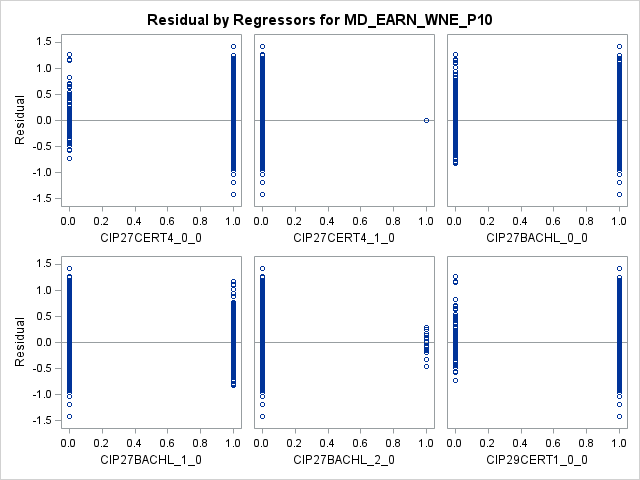 Residual by Regressors for MD_EARN_WNE_P10
1.5
1.0
0.5
0.0
-0.5
-1.0
-1.5
Residual
0.0 0.2 0.4 0.6 0.8 1.0
CIP27CERT4_0_0
0.0 0.2 0.4 0.6 0.8 1.0
CIP27CERT4_1_0
0.0 0.2 0.4 0.6 0.8 1.0
CIP27BACHL_0_0
1.5
1.0
0.5
0.0
-0.5
-1.0
-1.5
Residual
0.0 0.2 0.4 0.6 0.8 1.0
CIP27BACHL_1_0
0.0 0.2 0.4 0.6 0.8 1.0
CIP27BACHL_2_0
0.0 0.2 0.4 0.6 0.8 1.0
CIP29CERT1_0_0